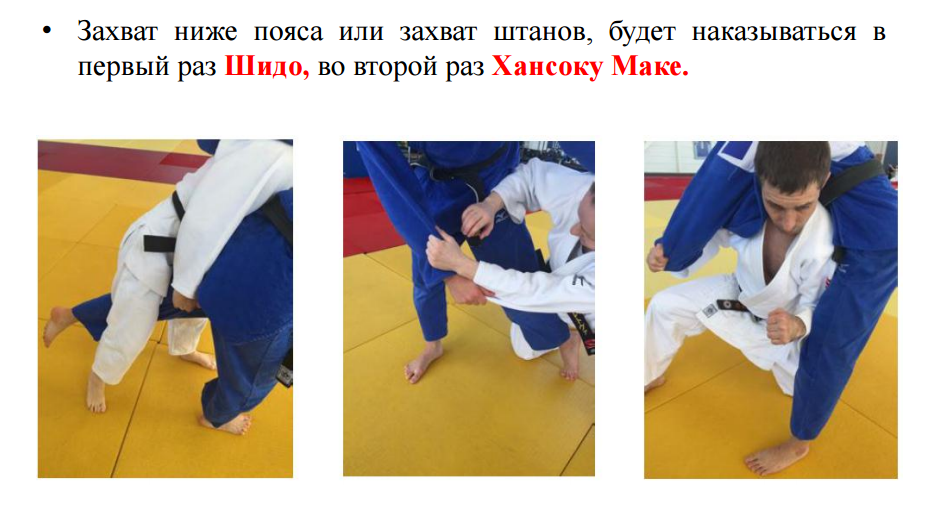 • Захват ниже пояса или захват штанов, будет наказываться в
первый раз Шидо, во второй раз Хансоку Маке.